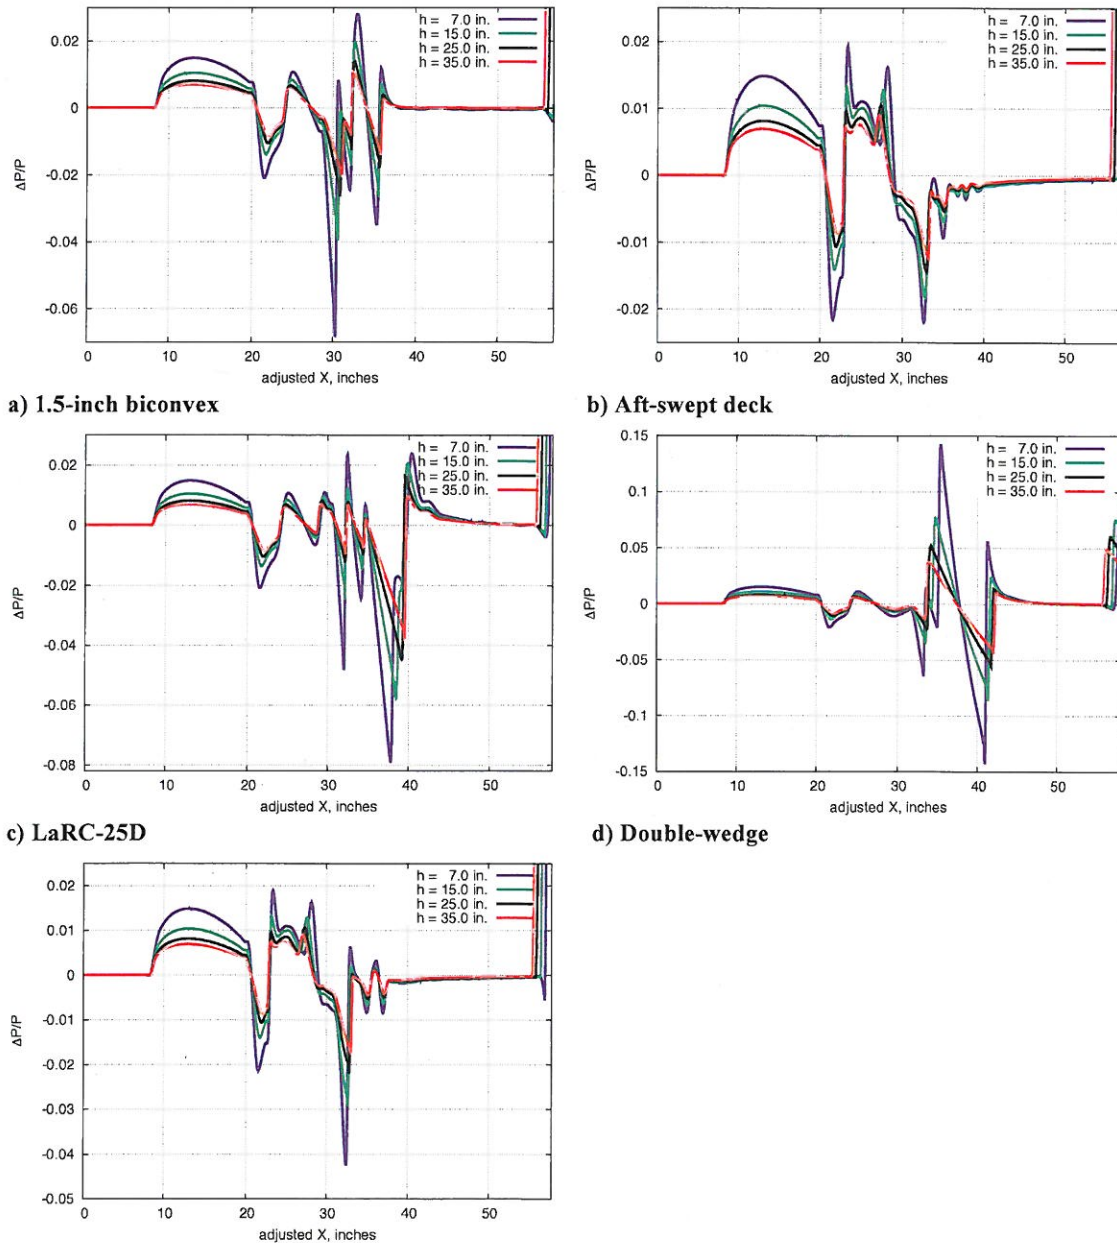 h = 7.0 in.
h = 15.0 in.
h = 25.0 in.
h = 35.0 in.
0.02
0
-0.02
-0.04
-0.06
ΔP/P
0 10 20 30 40 50
adjusted X, inches
a) 1.5-inch biconvex
h = 7.0 in.
h = 15.0 in.
h = 25.0 in.
h = 35.0 in.
0.02
0.01
0
-0.01
-0.02
ΔP/P
0 10 20 30 40 50
adjusted X, inches
b) Aft-swept deck
h = 7.0 in.
h = 15.0 in.
h = 25.0 in.
h = 35.0 in.
0.02
0
-0.02
-0.04
-0.06
-0.08
ΔP/P
0 10 20 30 40 50
adjusted X, inches
c) LaRC-25D
h = 7.0 in.
h = 15.0 in.
h = 25.0 in.
h = 35.0 in.
0.15
0.1
0.05
0
-0.05
-0.1
-0.15
ΔP/P
0 10 20 30 40 50
adjusted X, inches
d) Double-wedge
h = 7.0 in.
h = 15.0 in.
h = 25.0 in.
h = 35.0 in.
0.02
0.01
0
-0.01
-0.02
-0.03
-0.04
-0.05
ΔP/P
0 10 20 30 40 50
adjusted X, inches